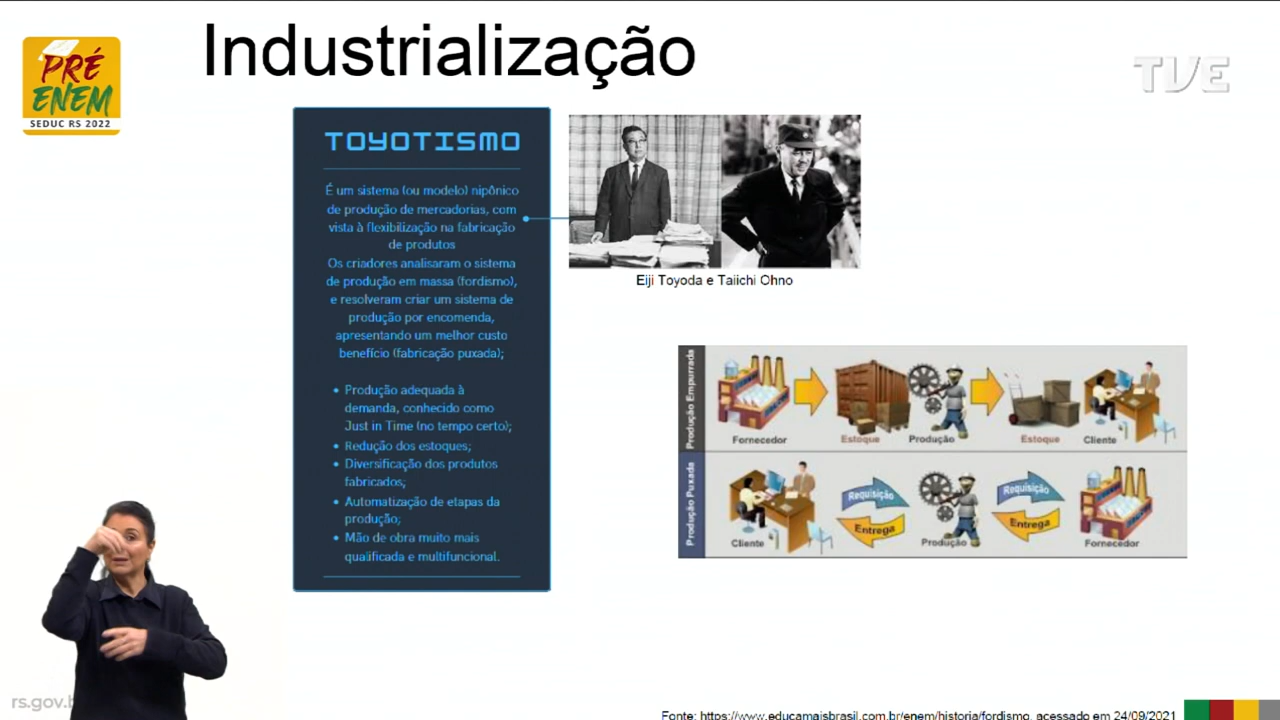 Industrialização
PRÉ
ENEM
SEDUC RS 2022
TVE
TOYOTISMO
É um sistema (ou modelo) nipônico
de produção de mercadorias, com
vista à flexibilização na fabricação
de produtos
Os criadores analisaram o sistema
de produção em massa (fordismo),
e resolveram criar um sistema de
produção por encomenda,
apresentando um melhor custo
benefício (fabricação puxada);
• Produção adequada à
demanda, conhecido como
Just in Time (no tempo certo);
• Redução dos estoques;
• Diversificação dos produtos
fabricados;
• Automatização de etapas da
produção;
• Mão de obra muito mais
qualificada e multifuncional.
Eiji Toyoda e Taiichi Ohno
Produção Empurrada
Fornecedor
Estoque
Produção
Estoque
Cliente
Produção Puxada
Cliente
Requisição
Entrega
Produção
Requisição
Entrega
Fornecedor
rs.gov.b
Fonte: https://www.educamaisbrasil.com.br/enem/historia/fordismo, acessado em 24/09/2021